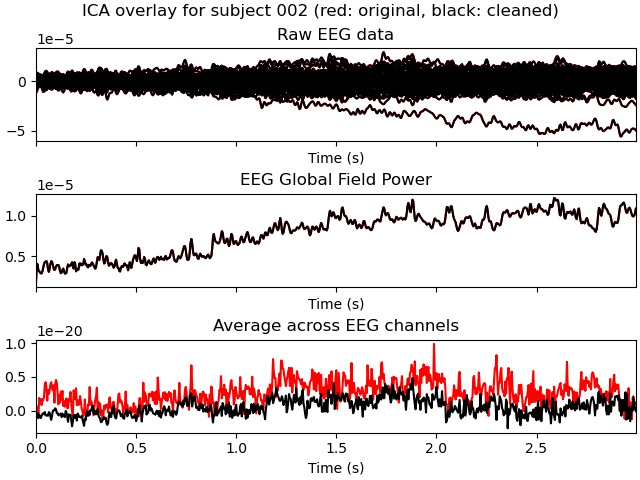 ICA overlay for subject 002 (red: original, black: cleaned)
Raw EEG data
1e−5
0
−5
Time (s)
EEG Global Field Power
1e−5
1.0
0.5
Time (s)
Average across EEG channels
1e−20
1.0
0.5
0.0
0.0 0.5 1.0 1.5 2.0 2.5
Time (s)